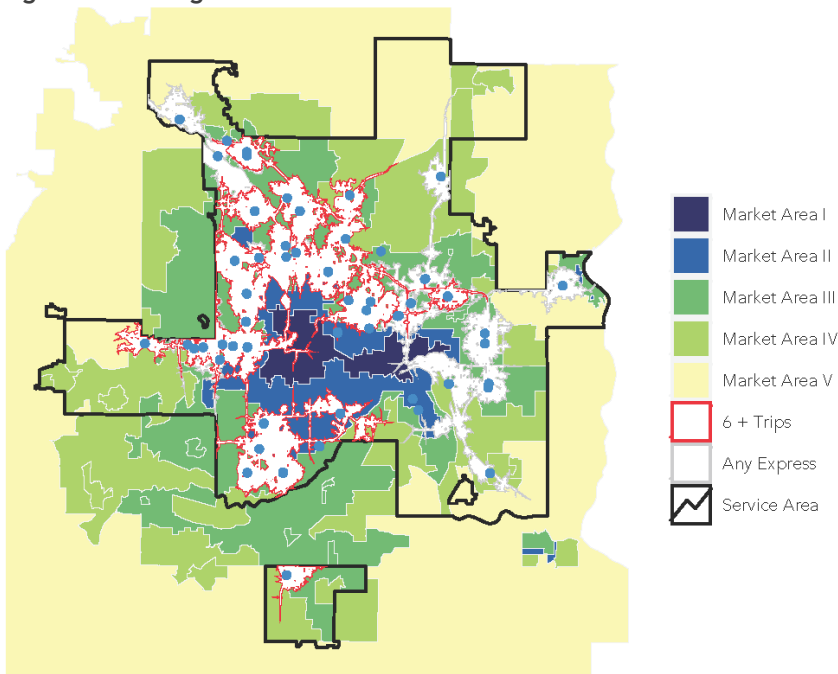 Market Area I
Market Area II
Market Area III
Market Area IV
Market Area V
6 + Trips
Any Express
Service Area